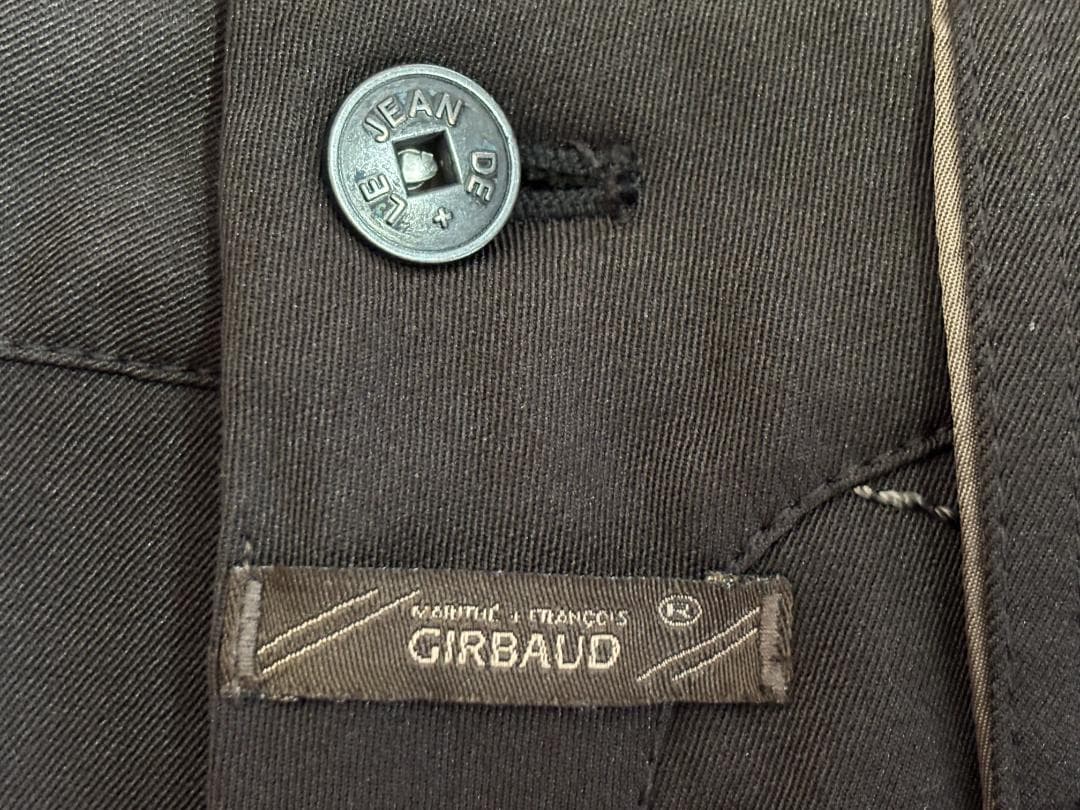 LE JEAN DE +
MARITHÉ + FRANÇOIS ®
GIRBAUD